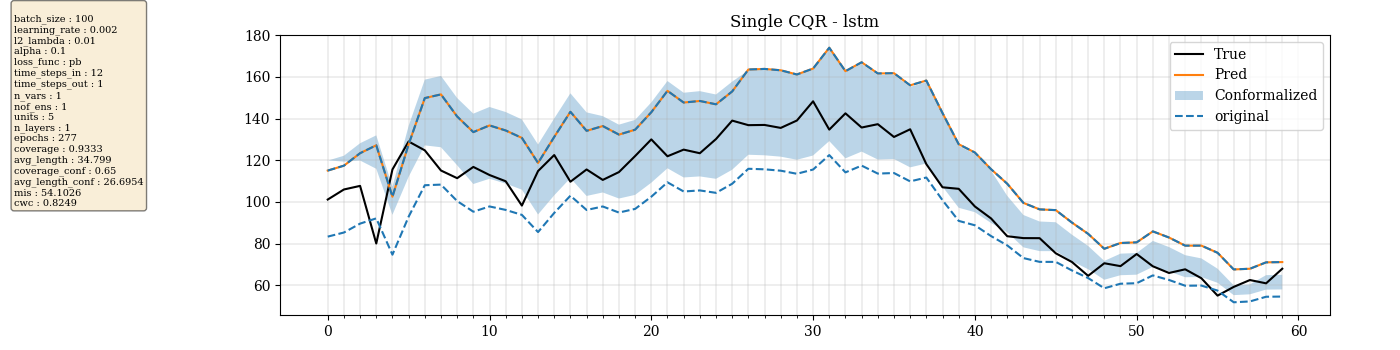 Single CQR - lstm
batch_size : 100
learning_rate : 0.002
l2_lambda : 0.01
alpha : 0.1
loss_func : pb
time_steps_in : 12
time_steps_out : 1
n_vars : 1
nof_ens : 1
units : 5
n_layers : 1
epochs : 277
coverage : 0.9333
avg_length : 34.799
coverage_conf : 0.65
avg_length_conf : 26.6954
mis : 54.1026
cwc : 0.8249
180
160
140
120
100
80
60
True
Pred
Conformalized
original
0 10 20 30 40 50 60